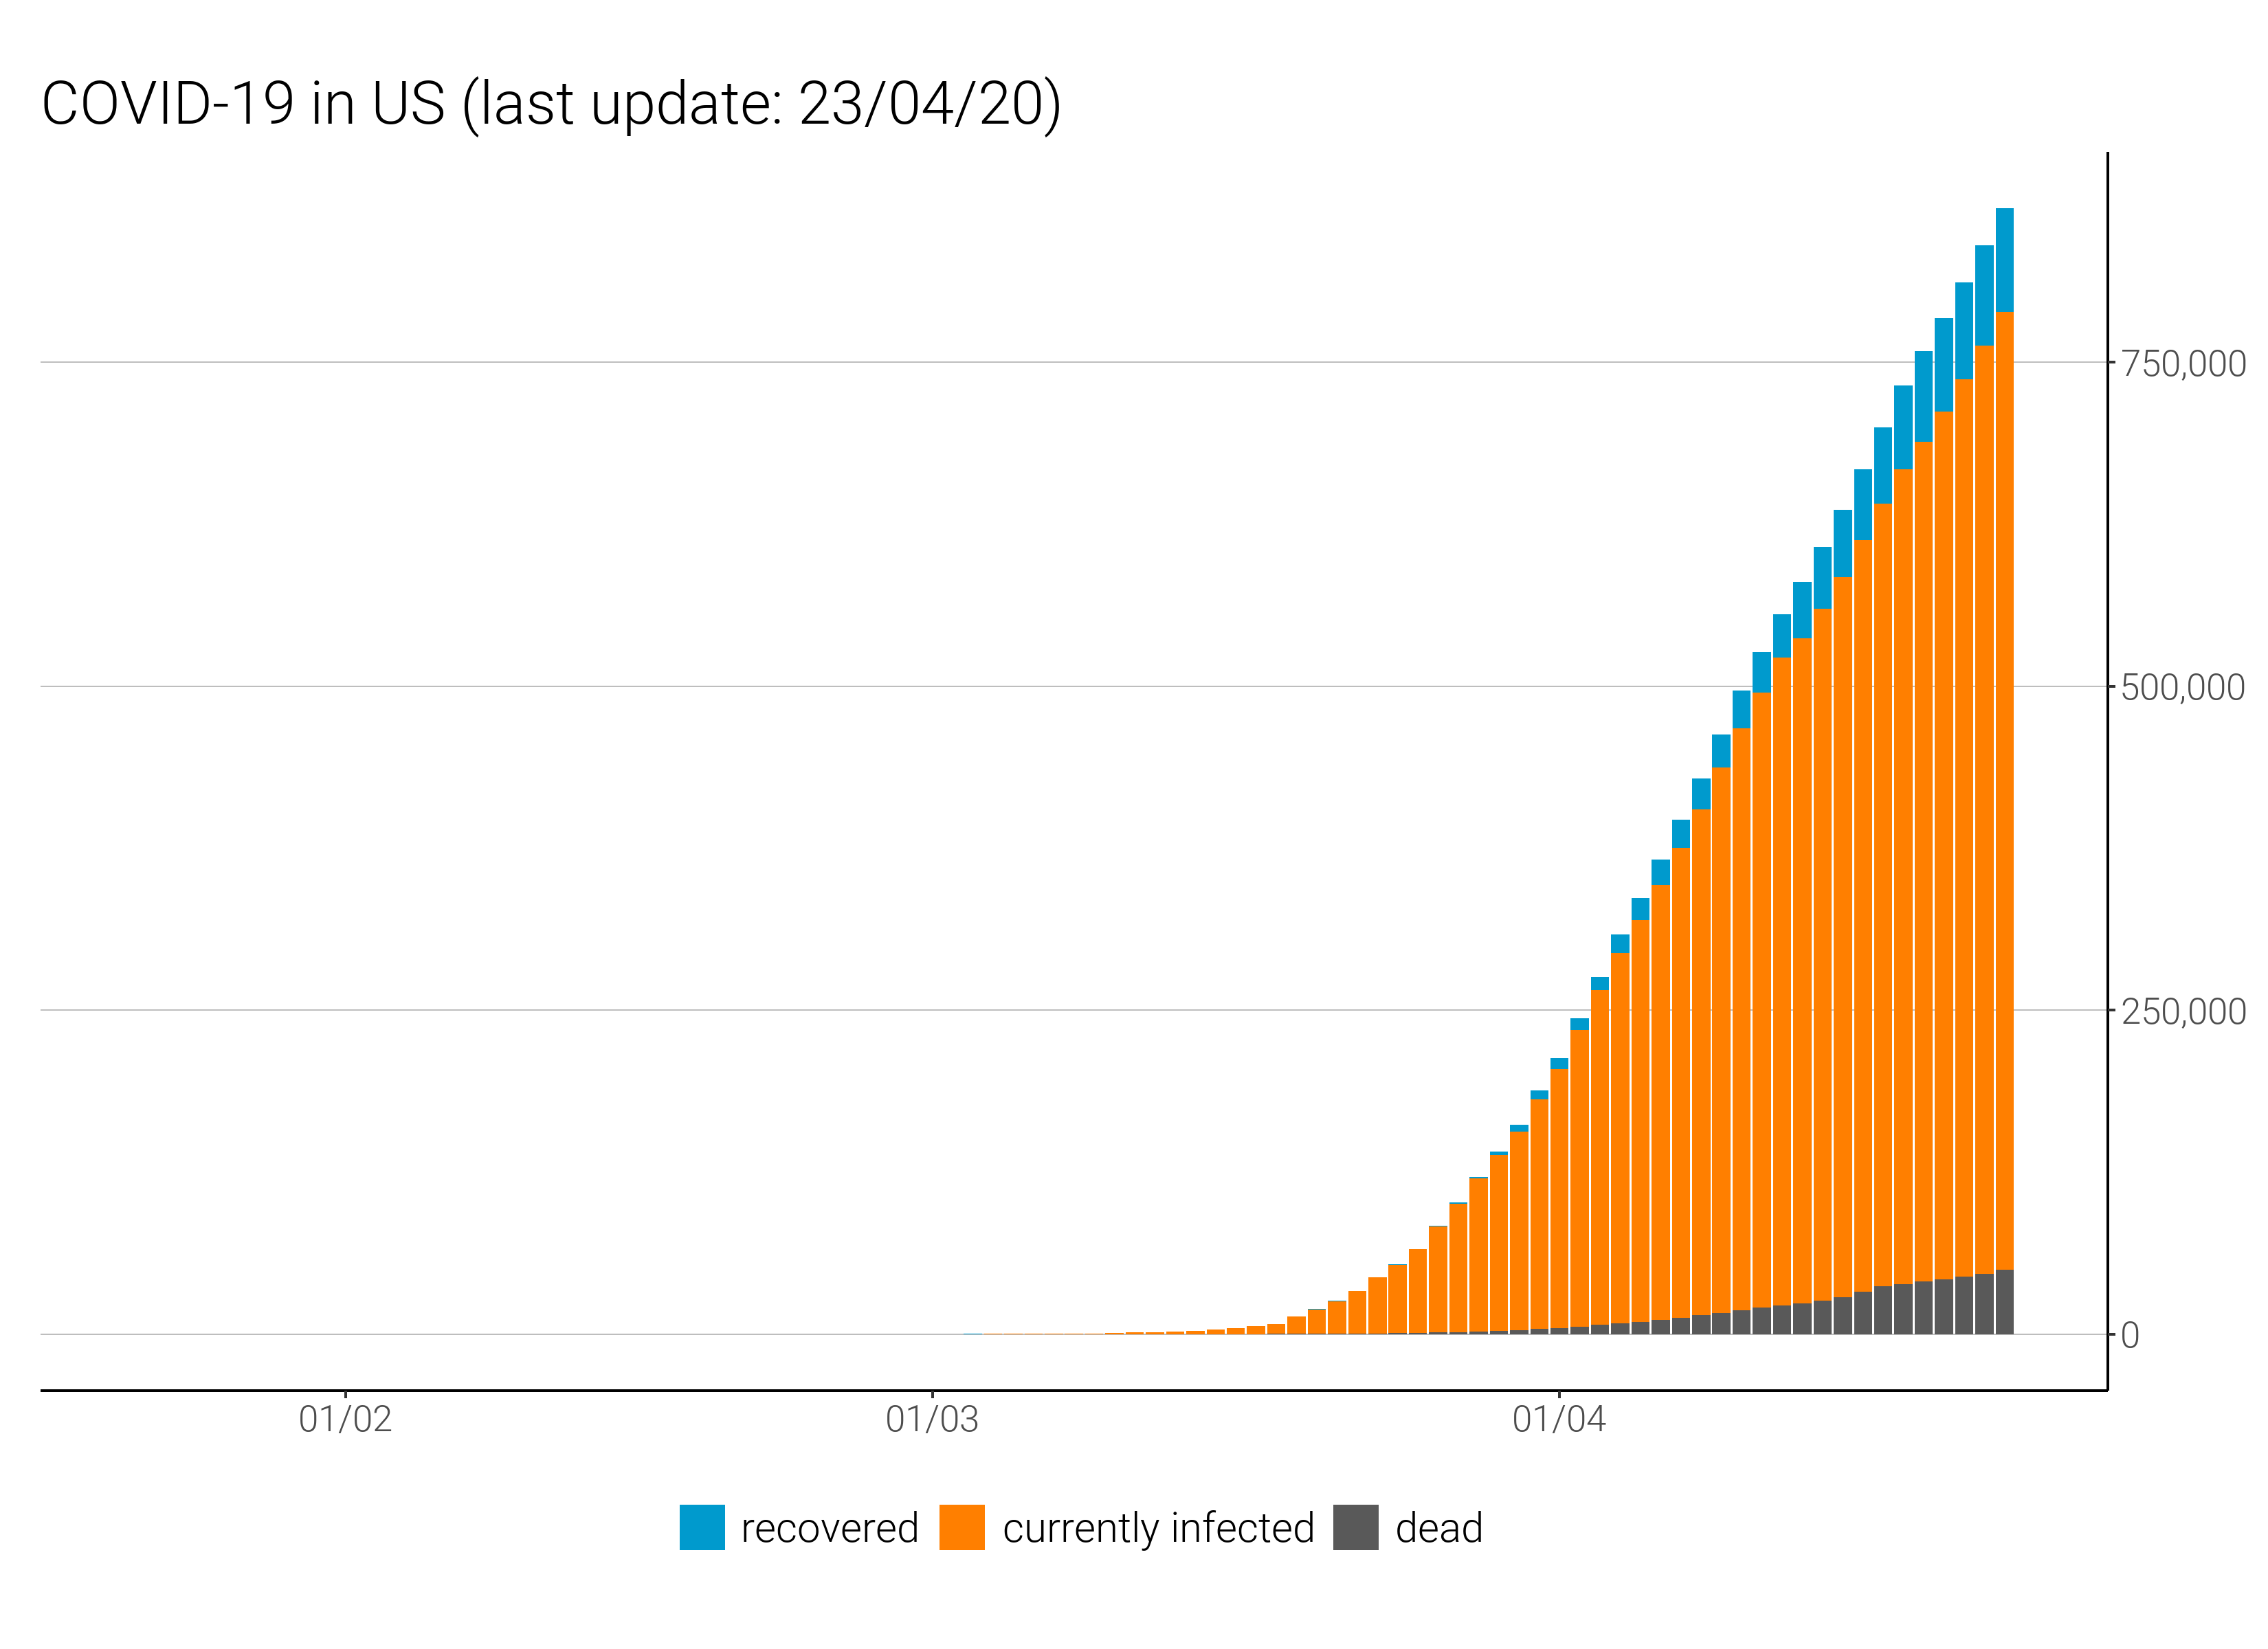 COVID-19 in US (last update: 23/04/20)
750,000
500,000
250,000
0
01/02 01/03 01/04
recovered currently infected dead